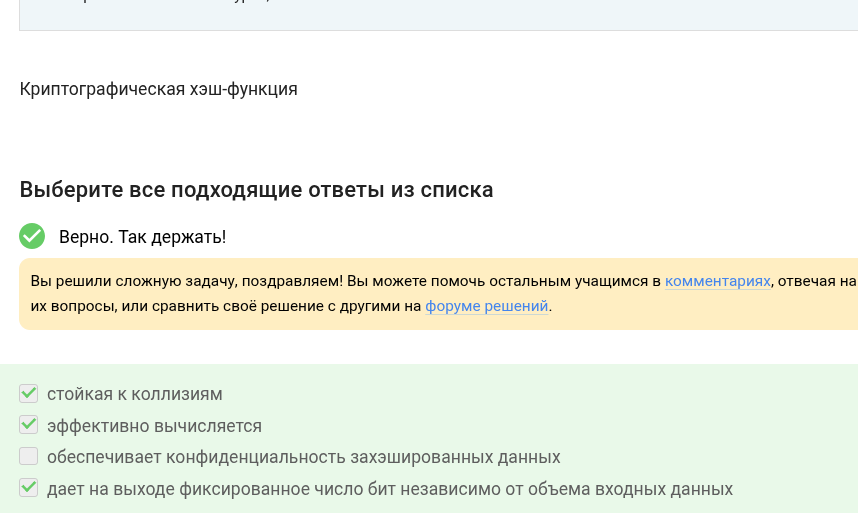 Криптографическая хэш-функция
Выберите все подходящие ответы из списка
Верно. Так держать!
Вы решили сложную задачу, поздравляем! Вы можете помочь остальным учащимся в комментариях, отвечая на
их вопросы, или сравнить своё решение с другими на форуме решений.
стойкая к коллизиям
эффективно вычисляется
обеспечивает конфиденциальность захэшированных данных
дает на выходе фиксированное число бит независимо от объема входных данных